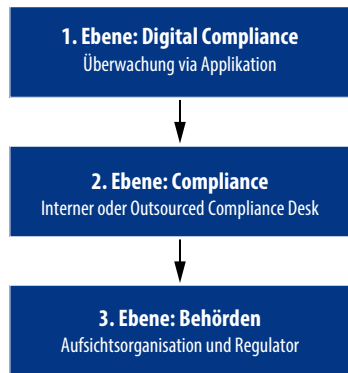 1. Ebene: Digital Compliance
Überwachung via Applikation
2. Ebene: Compliance
Interner oder Outsourced Compliance Desk
3. Ebene: Behörden
Aufsichtsorganisation und Regulator